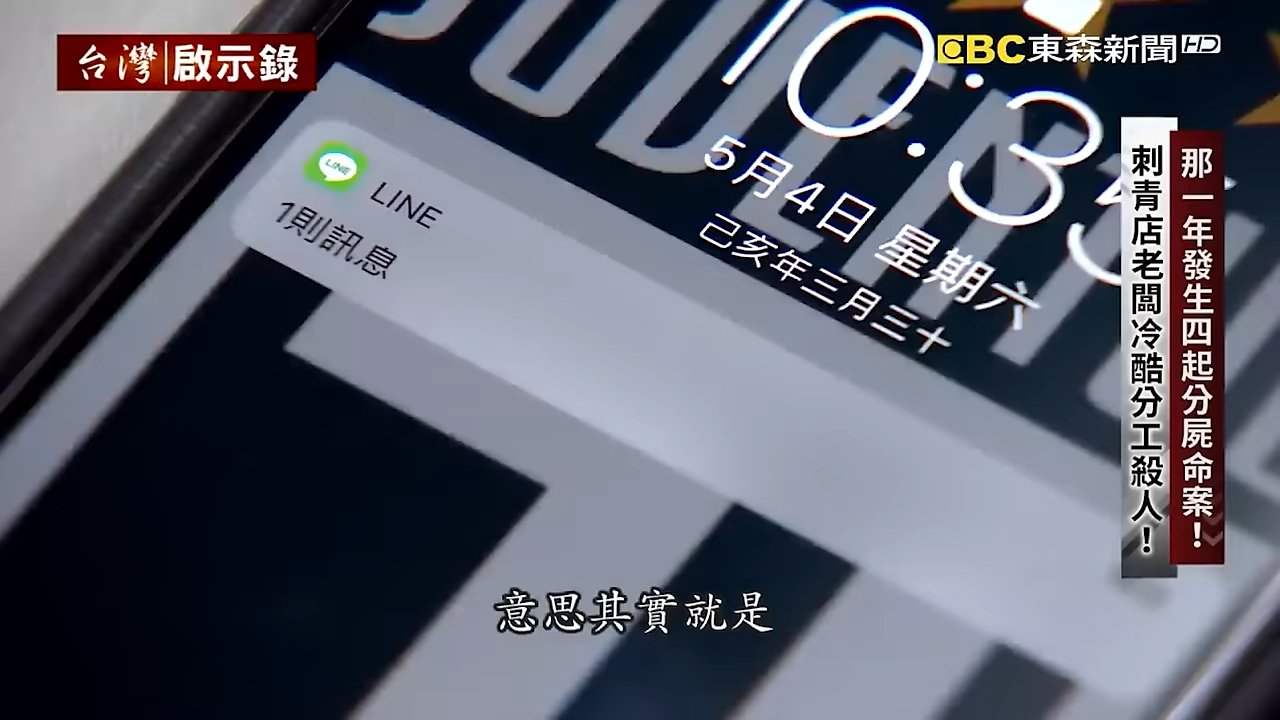 台灣啟示錄
EBC東森新聞HD
那一年發生四起分屍命案！
刺青店老闆冷酷分工殺人！
10:35
5月4日 星期六
己亥年三月三十
LINE
LINE
1則訊息
意思其實就是